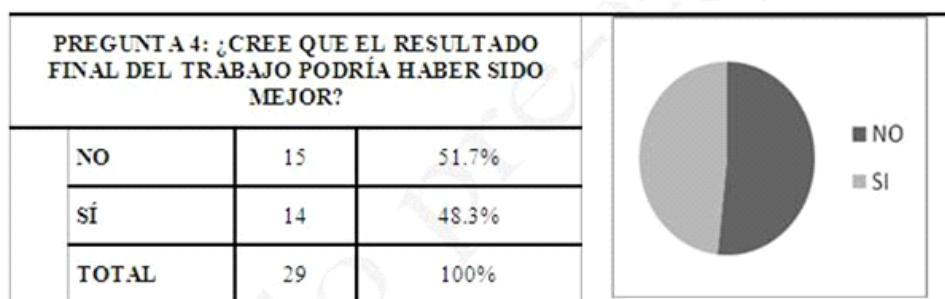 PREGUNTA 4: ¿CREE QUE EL RESULTADO
FINAL DEL TRABAJO PODRÍA HABER SIDO
MEJOR?
NO 15 51.7%
SÍ 14 48.3%
TOTAL 29 100%
NO
SI